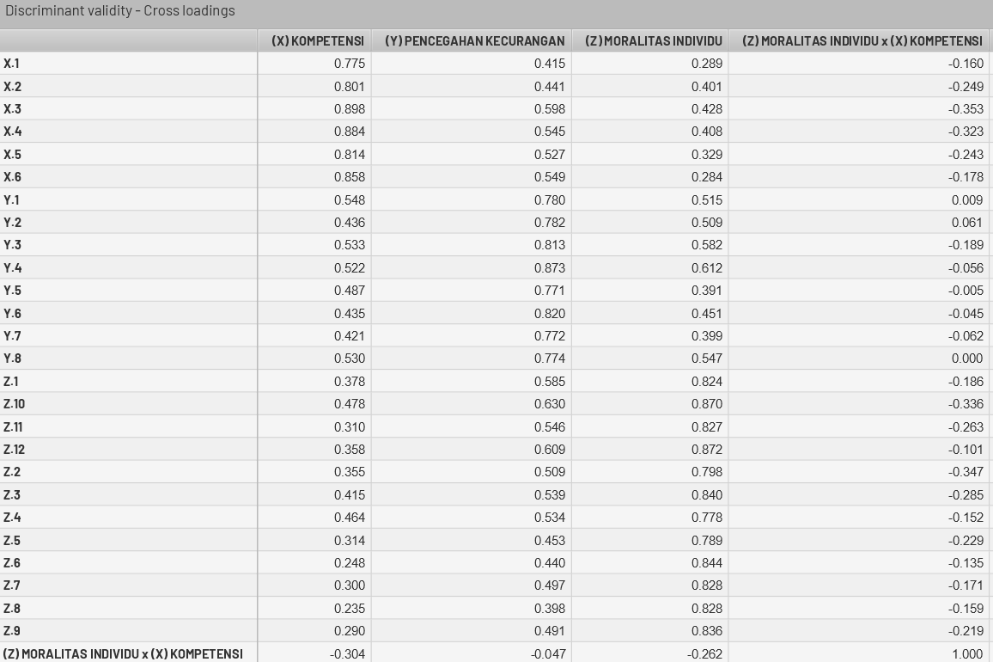 Discriminant validity - Cross loadings
(X) KOMPETENSI (Y) PENCEGAHAN KECURANGAN (Z) MORALITAS INDIVIDU (Z) MORALITAS INDIVIDU x (X) KOMPETENSI
X.1 0.775 0.415 0.289 -0.160
X.2 0.801 0.441 0.401 -0.249
X.3 0.898 0.598 0.428 -0.353
X.4 0.884 0.545 0.408 -0.323
X.5 0.814 0.527 0.329 -0.243
X.6 0.858 0.549 0.284 -0.178
Y.1 0.548 0.780 0.515 0.009
Y.2 0.436 0.782 0.509 0.061
Y.3 0.533 0.813 0.582 -0.189
Y.4 0.522 0.873 0.612 -0.056
Y.5 0.487 0.771 0.391 -0.005
Y.6 0.435 0.820 0.451 -0.045
Y.7 0.421 0.772 0.399 -0.062
Y.8 0.530 0.774 0.547 0.000
Z.1 0.378 0.585 0.824 -0.186
Z.10 0.478 0.630 0.870 -0.336
Z.11 0.310 0.546 0.827 -0.263
Z.12 0.358 0.609 0.872 -0.101
Z.2 0.355 0.509 0.798 -0.347
Z.3 0.415 0.539 0.840 -0.285
Z.4 0.464 0.534 0.778 -0.152
Z.5 0.314 0.453 0.789 -0.229
Z.6 0.248 0.440 0.844 -0.135
Z.7 0.300 0.497 0.828 -0.171
Z.8 0.235 0.398 0.828 -0.159
Z.9 0.290 0.491 0.836 -0.219
(Z) MORALITAS INDIVIDU x (X) KOMPETENSI -0.304 -0.047 -0.262 1.000